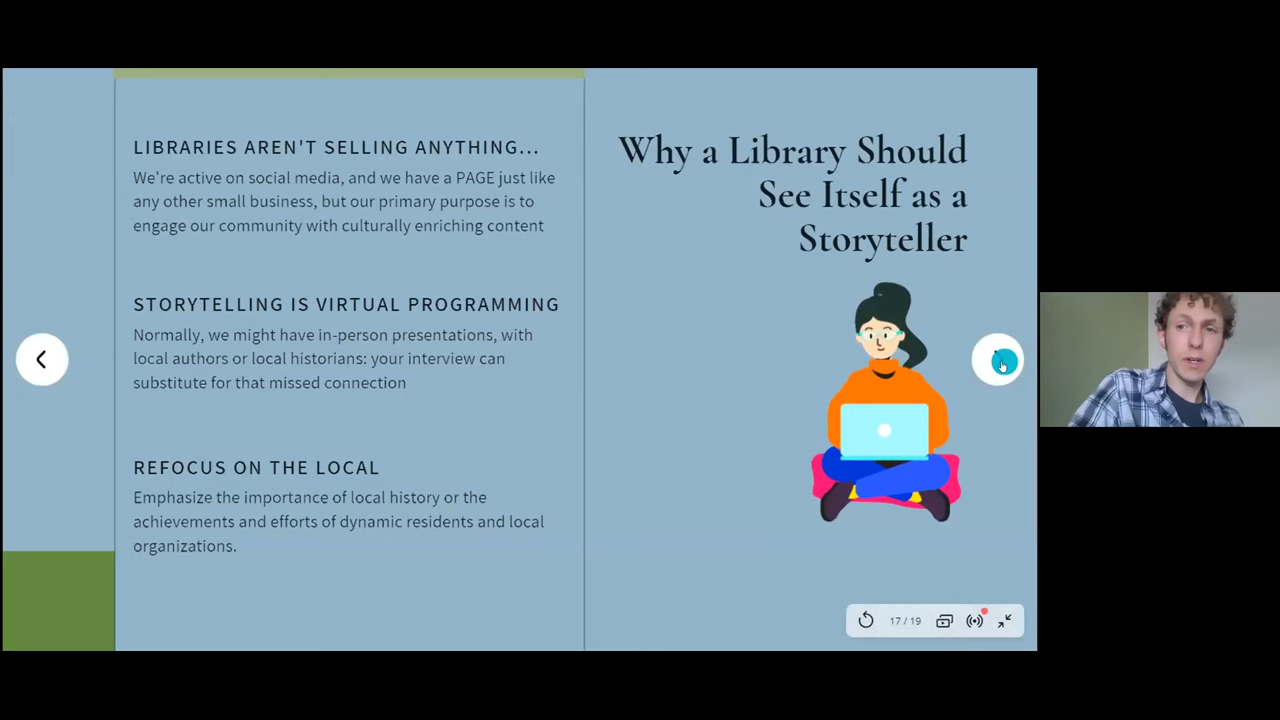 LIBRARIES AREN'T SELLING ANYTHING...
We're active on social media, and we have a PAGE just like
any other small business, but our primary purpose is to
engage our community with culturally enriching content
STORYTELLING IS VIRTUAL PROGRAMMING
Normally, we might have in-person presentations, with
local authors or local historians: your interview can
substitute for that missed connection
REFOCUS ON THE LOCAL
Emphasize the importance of local history or the
achievements and efforts of dynamic residents and local
organizations.
Why a Library Should
See Itself as a
Storyteller
17 / 19